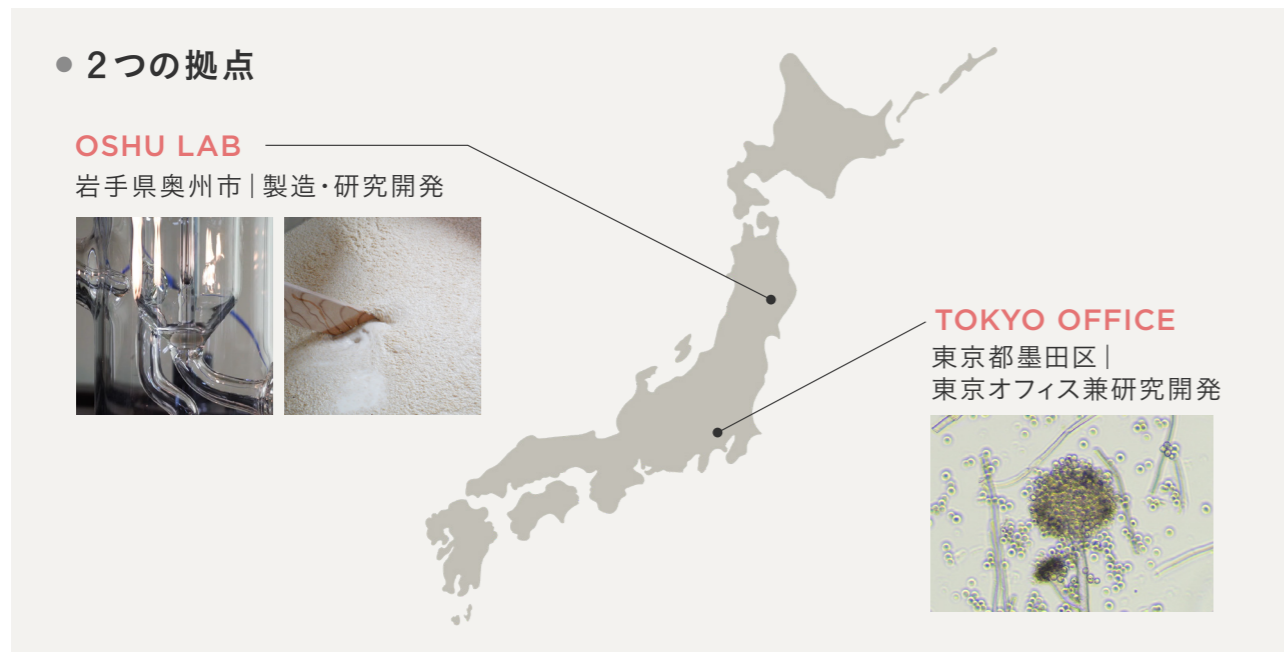 2つの拠点
OSHU LAB
岩手県奥州市｜製造・研究開発
TOKYO OFFICE
東京都墨田区｜
東京オフィス兼研究開発